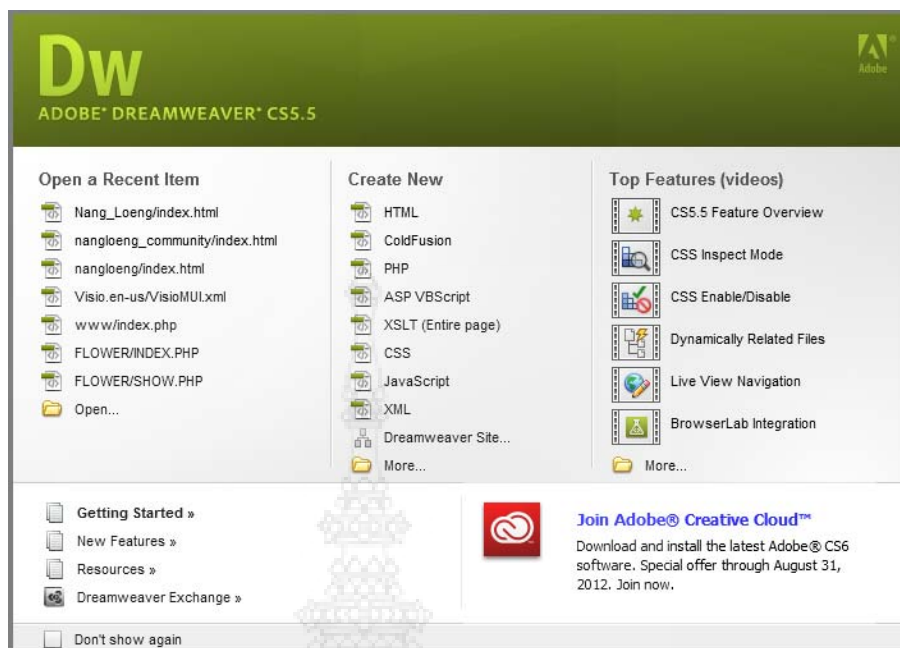 Dw
ADOBE® DREAMWEAVER® CS5.5
Adobe®
Open a Recent Item
Nang_Loeng/index.html
nangloeng_community/index.html
nangloeng/index.html
Visio.en-us/VisioMUI.xml
www/index.php
FLOWER/INDEX.PHP
FLOWER/SHOW.PHP
Open...
Create New
HTML
ColdFusion
PHP
ASP VBScript
XSLT (Entire page)
CSS
JavaScript
XML
Dreamweaver Site...
More...
Top Features (videos)
CS5.5 Feature Overview
CSS Inspect Mode
CSS Enable/Disable
Dynamically Related Files
Live View Navigation
BrowserLab Integration
More...
Getting Started »
New Features »
Resources »
Dreamweaver Exchange »
Join Adobe® Creative Cloud™
Download and install the latest Adobe® CS6
software. Special offer through August 31,
2012. Join now.
Don't show again